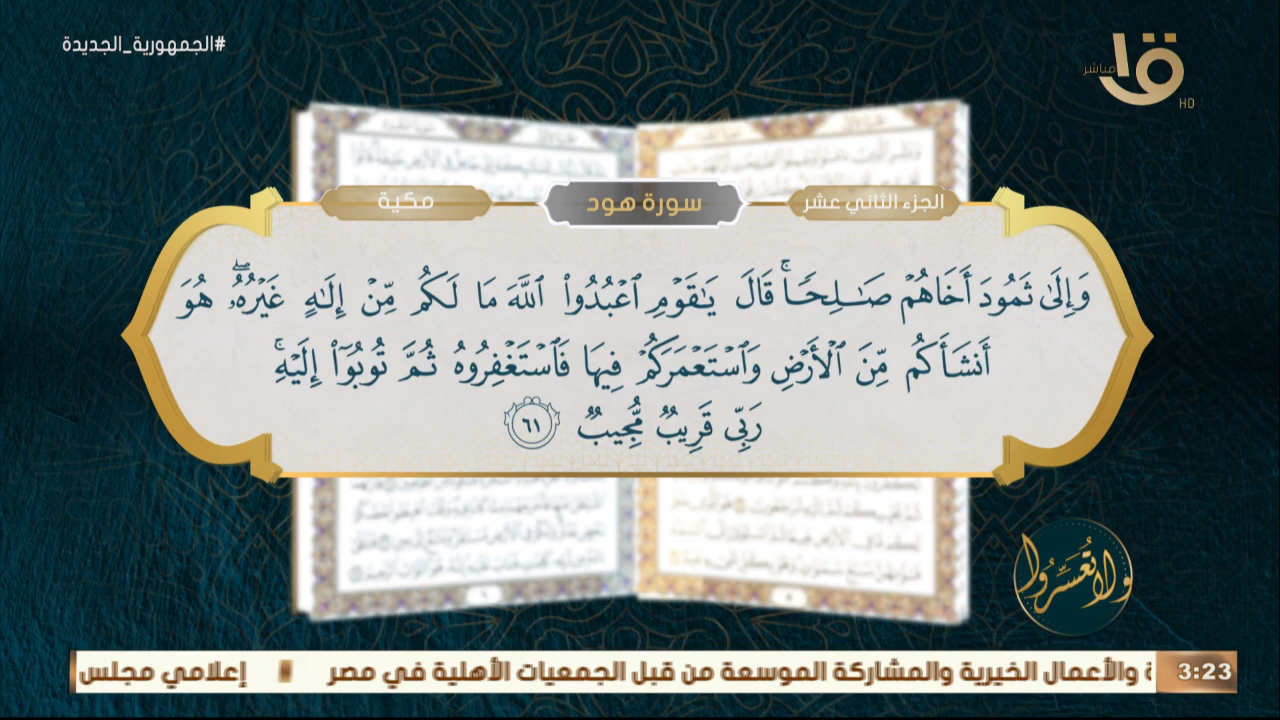 #الجمهورية_الجديدة
مباشر
HD
الجزء الثاني عشر
سورة هود
مكية
وَإِلَىٰ ثَمُودَ أَخَاهُمْ صَـٰلِحًاۚ قَالَ يَـٰقَوْمِ ٱعْبُدُوا۟ ٱللَّهَ مَا لَكُم مِّنْ إِلَـٰهٍ غَيْرُهُۥۖ هُوَ
أَنشَأَكُم مِّنَ ٱلْأَرْضِ وَٱسْتَعْمَرَكُمْ فِيهَا فَٱسْتَغْفِرُوهُ ثُمَّ تُوبُوٓا۟ إِلَيْهِۚ
رَبِّى قَرِيبٌ مُّجِيبٌ ٦١
ولا تُعَسِّروا
والأعمال الخيرية والمشاركة الموسعة من قبل الجمعيات الأهلية في مصر إعلامي مجلس
3:23